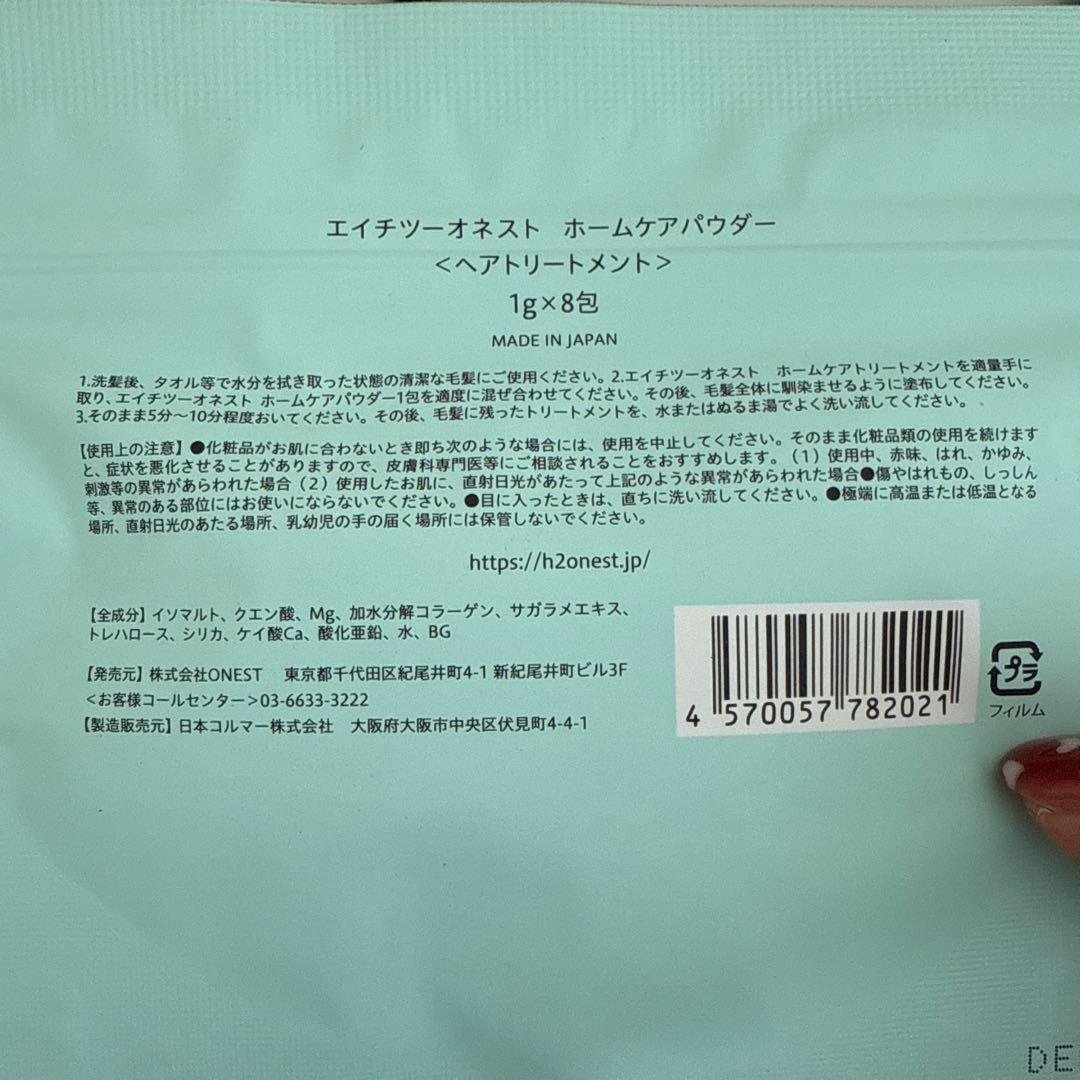 エイチツーオネスト　ホームケアパウダー
＜ヘアトリートメント＞
1g×8包
MADE IN JAPAN
1.洗髪後、タオル等で水分を拭き取った状態の清潔な毛髪にご使用ください。2.エイチツーオネスト　ホームケアトリートメントを適量手に
取り、エイチツーオネスト ホームケアパウダー1包を適度に混ぜ合わせてください。その後、毛髪全体に馴染ませるように塗布してください。
3.そのまま5分～10分程度おいてください。その後、毛髪に残ったトリートメントを、水またはぬるま湯でよく洗い流してください。
【使用上の注意】●化粧品がお肌に合わないとき即ち次のような場合には、使用を中止してください。そのまま化粧品類の使用を続けます
と、症状を悪化させることがありますので、皮膚科専門医等にご相談されることをおすすめします。（1）使用中、赤味、はれ、かゆみ、
刺激等の異常があらわれた場合（2）使用したお肌に、直射日光があたって上記のような異常があらわれた場合●傷やはれもの、しっしん
等、異常のある部位にはお使いにならないでください。●目に入ったときは、直ちに洗い流してください。●極端に高温または低温となる
場所、直射日光のあたる場所、乳幼児の手の届く場所には保管しないでください。
https://h2onest.jp/
【全成分】イソマルト、クエン酸、Mg、加水分解コラーゲン、サガラメエキス、
トレハロース、シリカ、ケイ酸Ca、酸化亜鉛、水、BG
【発売元】株式会社ONEST　東京都千代田区紀尾井町4-1 新紀尾井町ビル3F
＜お客様コールセンター＞03-6633-3222
【製造販売元】日本コルマー株式会社　大阪府大阪市中央区伏見町4-4-1
4 570057 782021
プラ
フィルム
DE